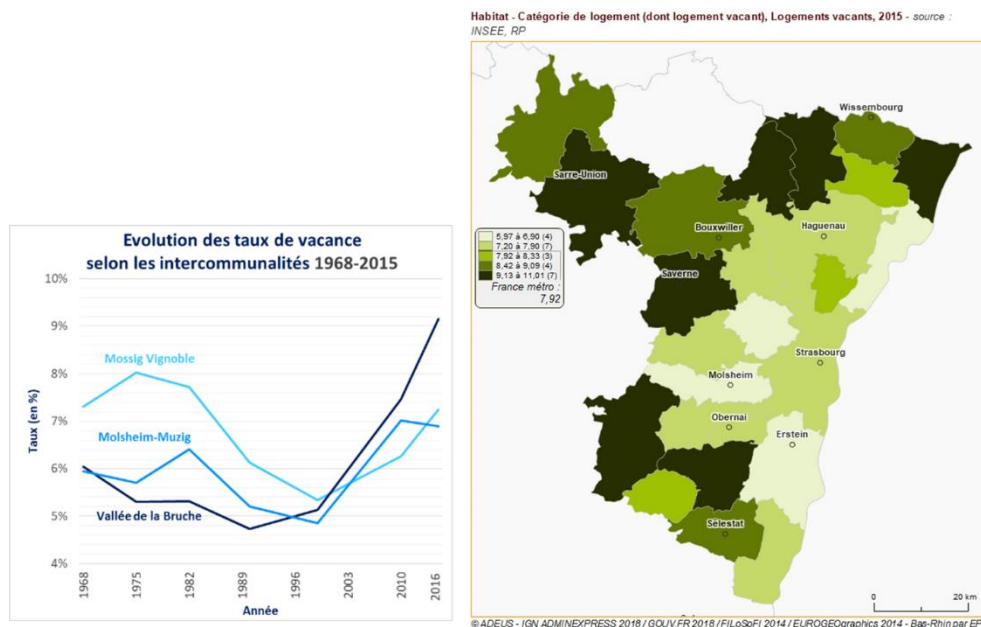 Evolution des taux de vacance
selon les intercommunalités 1968-2015
10%
9%
8%
7%
6%
5%
4%
Taux (en %)
Mossig Vignoble
Molsheim-Muzig
Vallée de la Bruche
1968
1975
1982
1989
1996
2003
2010
2016
Année
Habitat - Catégorie de logement (dont logement vacant), Logements vacants, 2015 - source :
INSEE, RP
Wissembourg
Sarre-Union
Bouxwiller
Haguenau
Saverne
Strasbourg
Molsheim
Obernai
Erstein
Sélestat
5,97 à 6,90 (4)
7,20 à 7,90 (7)
7,92 à 8,33 (3)
8,42 à 9,09 (4)
9,13 à 11,01 (7)
France métro :
7,92
0 20 km
© ADEUS - IGN ADMINEXPRESS 2018 / GOUV.FR 2018 / FILoSoFI 2014 / EUROGEOgraphics 2014 - Bas-Rhin par EP